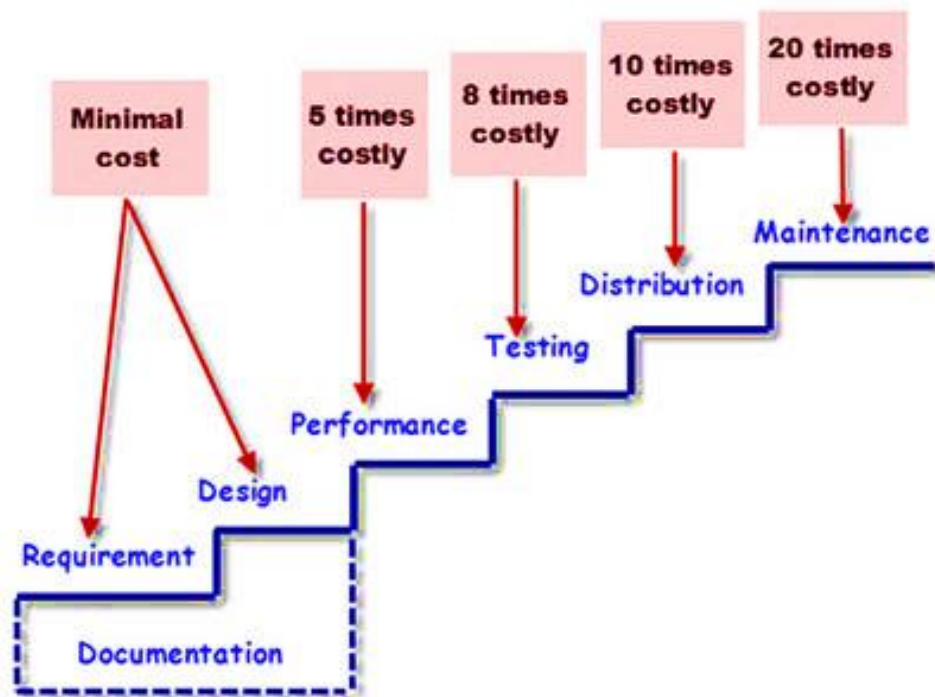 Minimal
cost
5 times
costly
8 times
costly
10 times
costly
20 times
costly
Maintenance
Distribution
Testing
Performance
Design
Requirement
Documentation